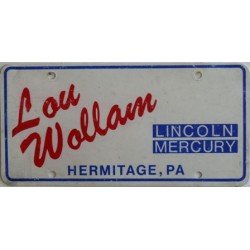 Lou
Wollam
LINCOLN
MERCURY
HERMITAGE, PA